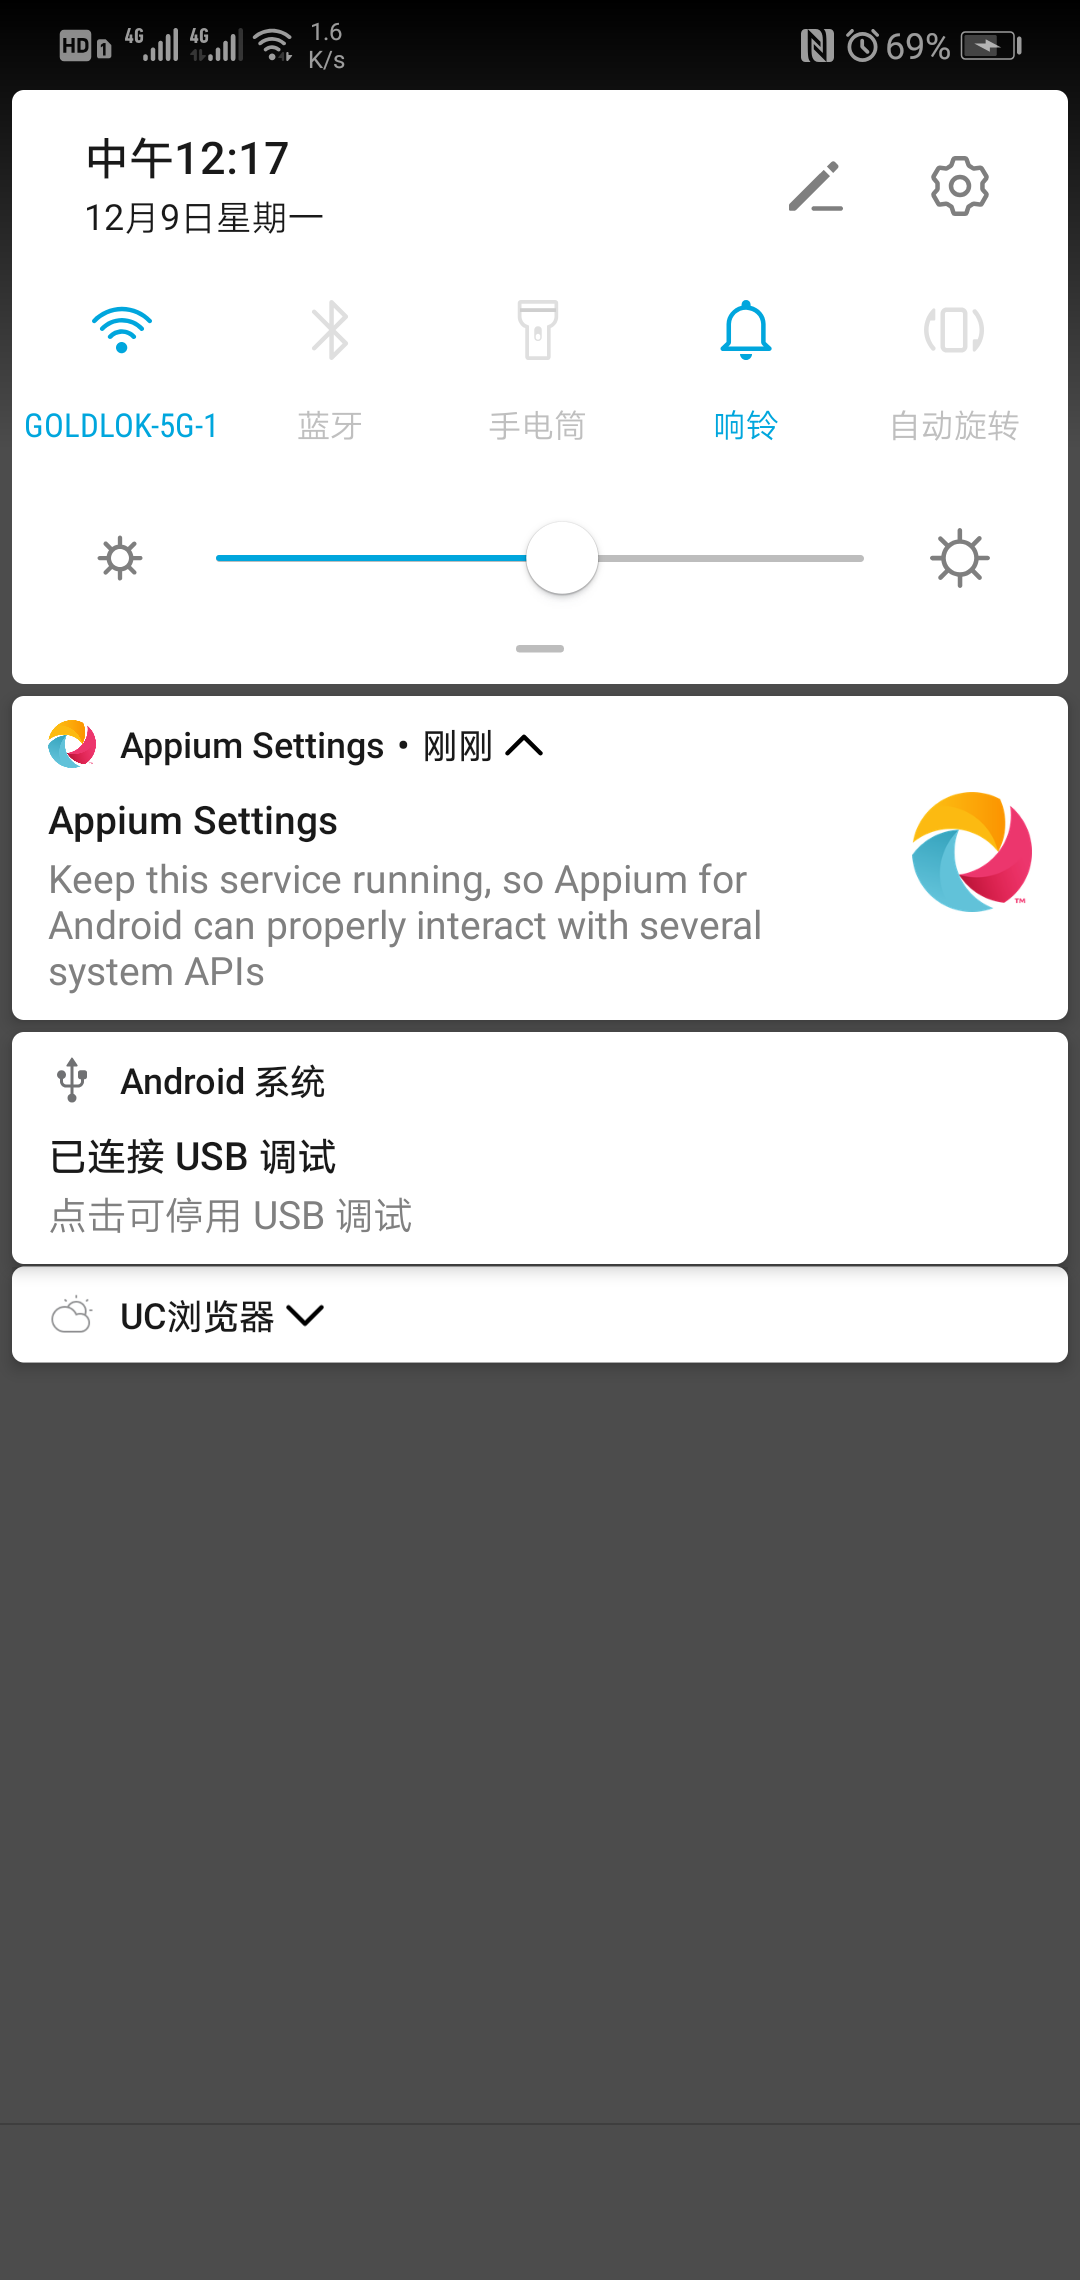 HD 1 4G 4G 1.6 K/s N 69%
中午12:17
12月9日星期一
GOLDLOK-5G-1 蓝牙 手电筒 响铃 自动旋转
Appium Settings • 刚刚
Appium Settings
Keep this service running, so Appium for
Android can properly interact with several
system APIs
TM
Android 系统
已连接 USB 调试
点击可停用 USB 调试
UC浏览器